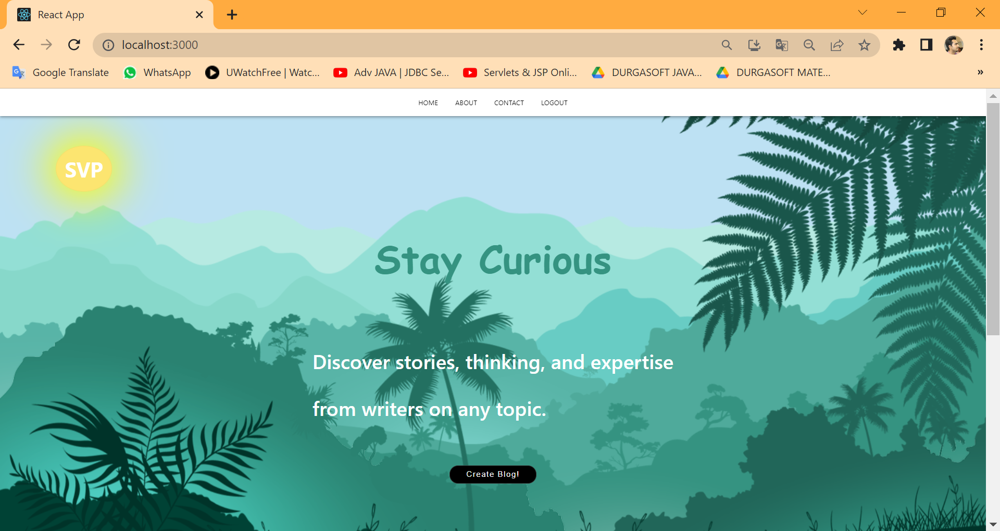 React App
localhost:3000
Google Translate WhatsApp UWatchFree | Watc... Adv JAVA | JDBC Se... Servlets & JSP Onli... DURGASOFT JAVA... DURGASOFT MATE... »
HOME ABOUT CONTACT LOGOUT
SVP
Stay Curious
Discover stories, thinking, and expertise
from writers on any topic.
Create Blog!